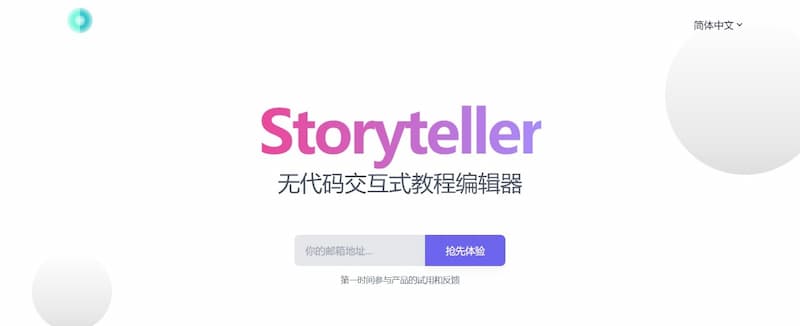 简体中文
Storyteller
无代码交互式教程编辑器
你的邮箱地址...
抢先体验
第一时间参与产品的试用和反馈